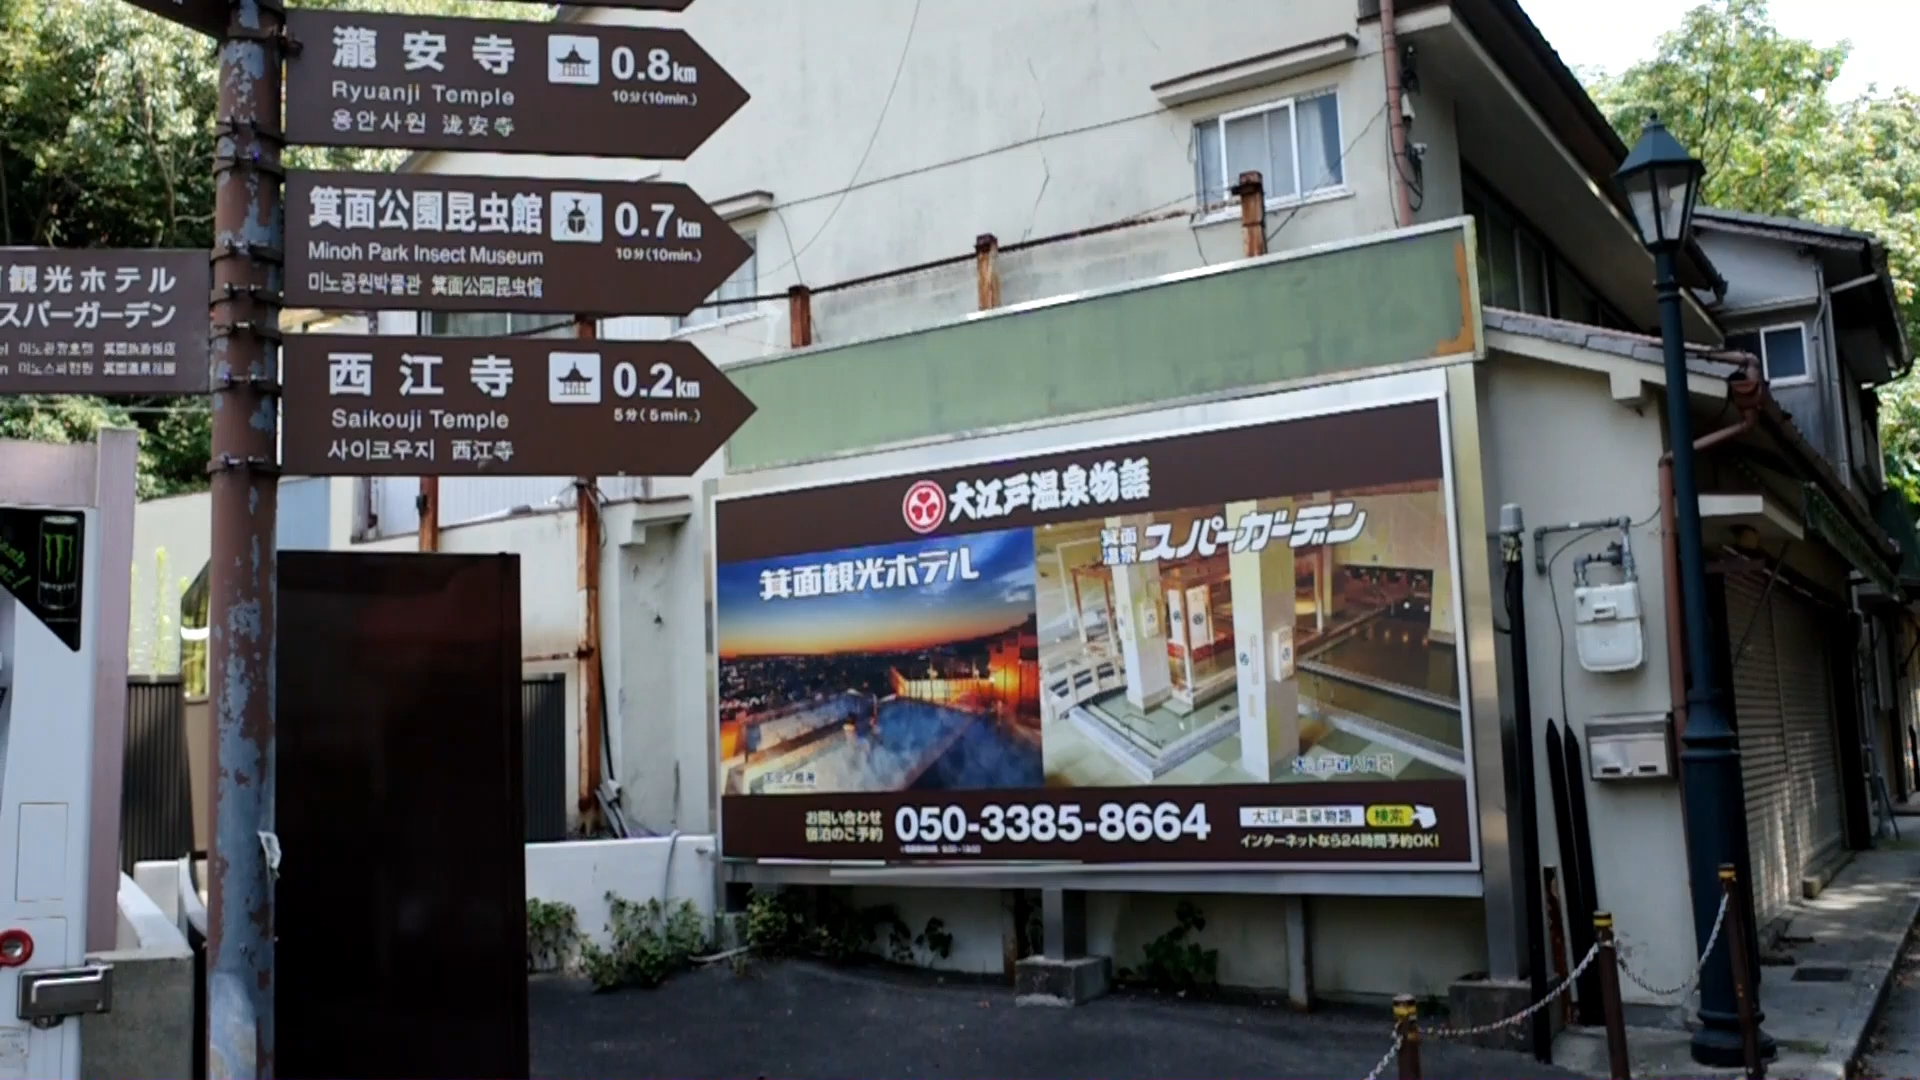 瀧安寺 0.8km
Ryuanji Temple 10分(10min.)
용안사원 泷安寺
箕面公園昆虫館 0.7km
Minoh Park Insect Museum 10分(10min.)
미노공원박물관 箕面公园昆虫馆
西江寺 0.2km
Saikouji Temple 5分(5min.)
사이코우지 西江寺
観光ホテル
スパーガーデン
大江戸温泉物語
箕面観光ホテル
箕面温泉スパーガーデン
お問い合わせ
宿泊のご予約
050-3385-8664
大江戸温泉物語 検索
インターネットなら24時間予約OK!